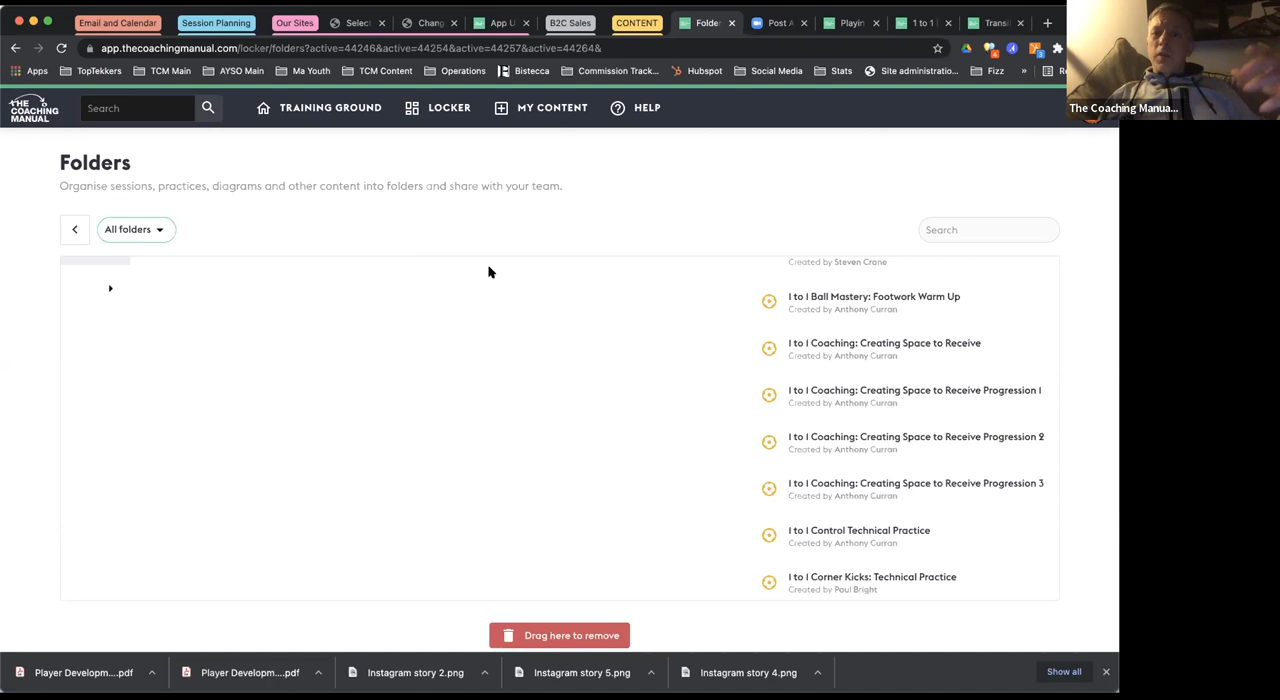 Email and Calendar
Session Planning
Our Sites
Select
Chang
App U
B2C Sales
CONTENT
Folder
Post A
Playin
1 to 1
Transi
app.thecoachingmanual.com/locker/folders?active=44246&active=44254&active=44257&active=44264&
Apps
TopTekkers
TCM Main
AYSO Main
Ma Youth
TCM Content
Operations
Bistecca
Commission Track...
Hubspot
Social Media
Stats
Site administratio...
Fizz
»
THE COACHING MANUAL
Search
TRAINING GROUND
LOCKER
MY CONTENT
HELP
The Coaching Manua...
Folders
Organise sessions, practices, diagrams and other content into folders and share with your team.
All folders
Search
Created by Steven Crane
1 to 1 Ball Mastery: Footwork Warm Up
Created by Anthony Curran
1 to 1 Coaching: Creating Space to Receive
Created by Anthony Curran
1 to 1 Coaching: Creating Space to Receive Progression 1
Created by Anthony Curran
1 to 1 Coaching: Creating Space to Receive Progression 2
Created by Anthony Curran
1 to 1 Coaching: Creating Space to Receive Progression 3
Created by Anthony Curran
1 to 1 Control Technical Practice
Created by Anthony Curran
1 to 1 Corner Kicks: Technical Practice
Created by Paul Bright
Drag here to remove
Player Developm....pdf
Player Developm....pdf
Instagram story 2.png
Instagram story 5.png
Instagram story 4.png
Show all